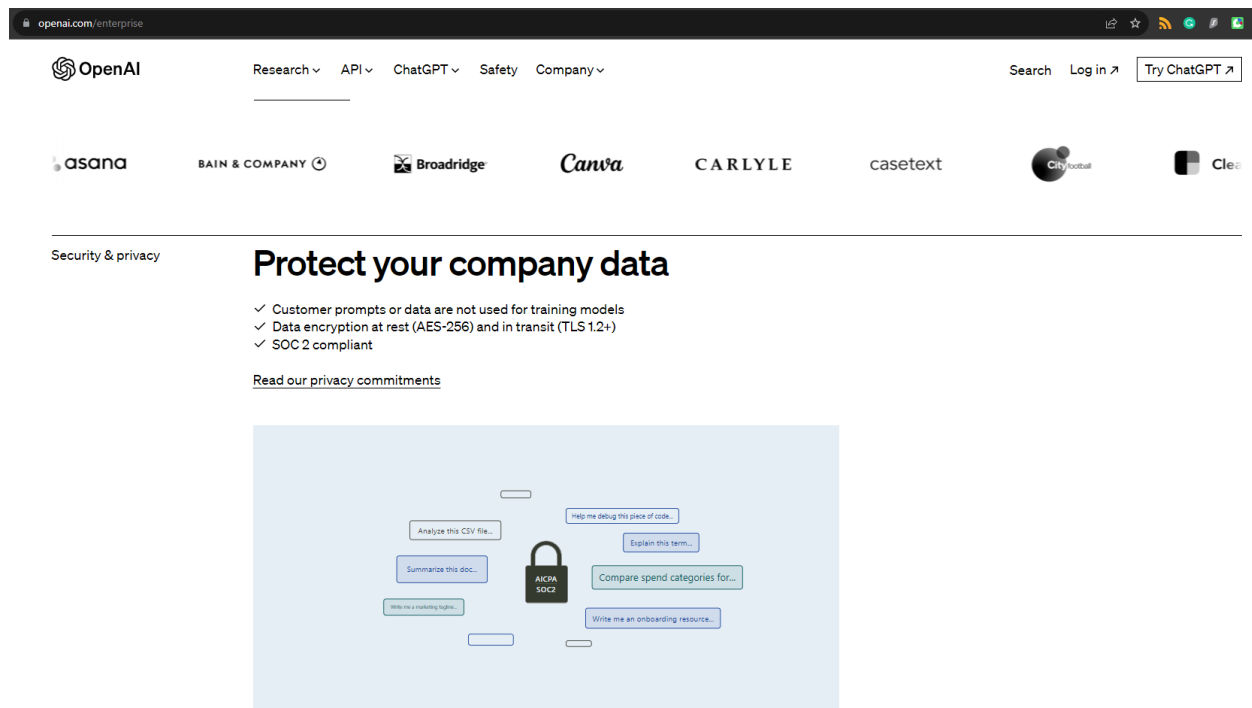 openai.com/enterprise
OpenAI
Research API ChatGPT Safety Company
Search Log in ↗ Try ChatGPT ↗
asana BAIN & COMPANY Broadridge Canva CARLYLE casetext City football Clea
Security & privacy
Protect your company data
✓ Customer prompts or data are not used for training models
✓ Data encryption at rest (AES-256) and in transit (TLS 1.2+)
✓ SOC 2 compliant
Read our privacy commitments
Help me debug this piece of code...
Analyze this CSV file...
Explain this term...
Summarize this doc...
AICPA
SOC2
Compare spend categories for...
Write me a marketing tagline...
Write me an onboarding resource...